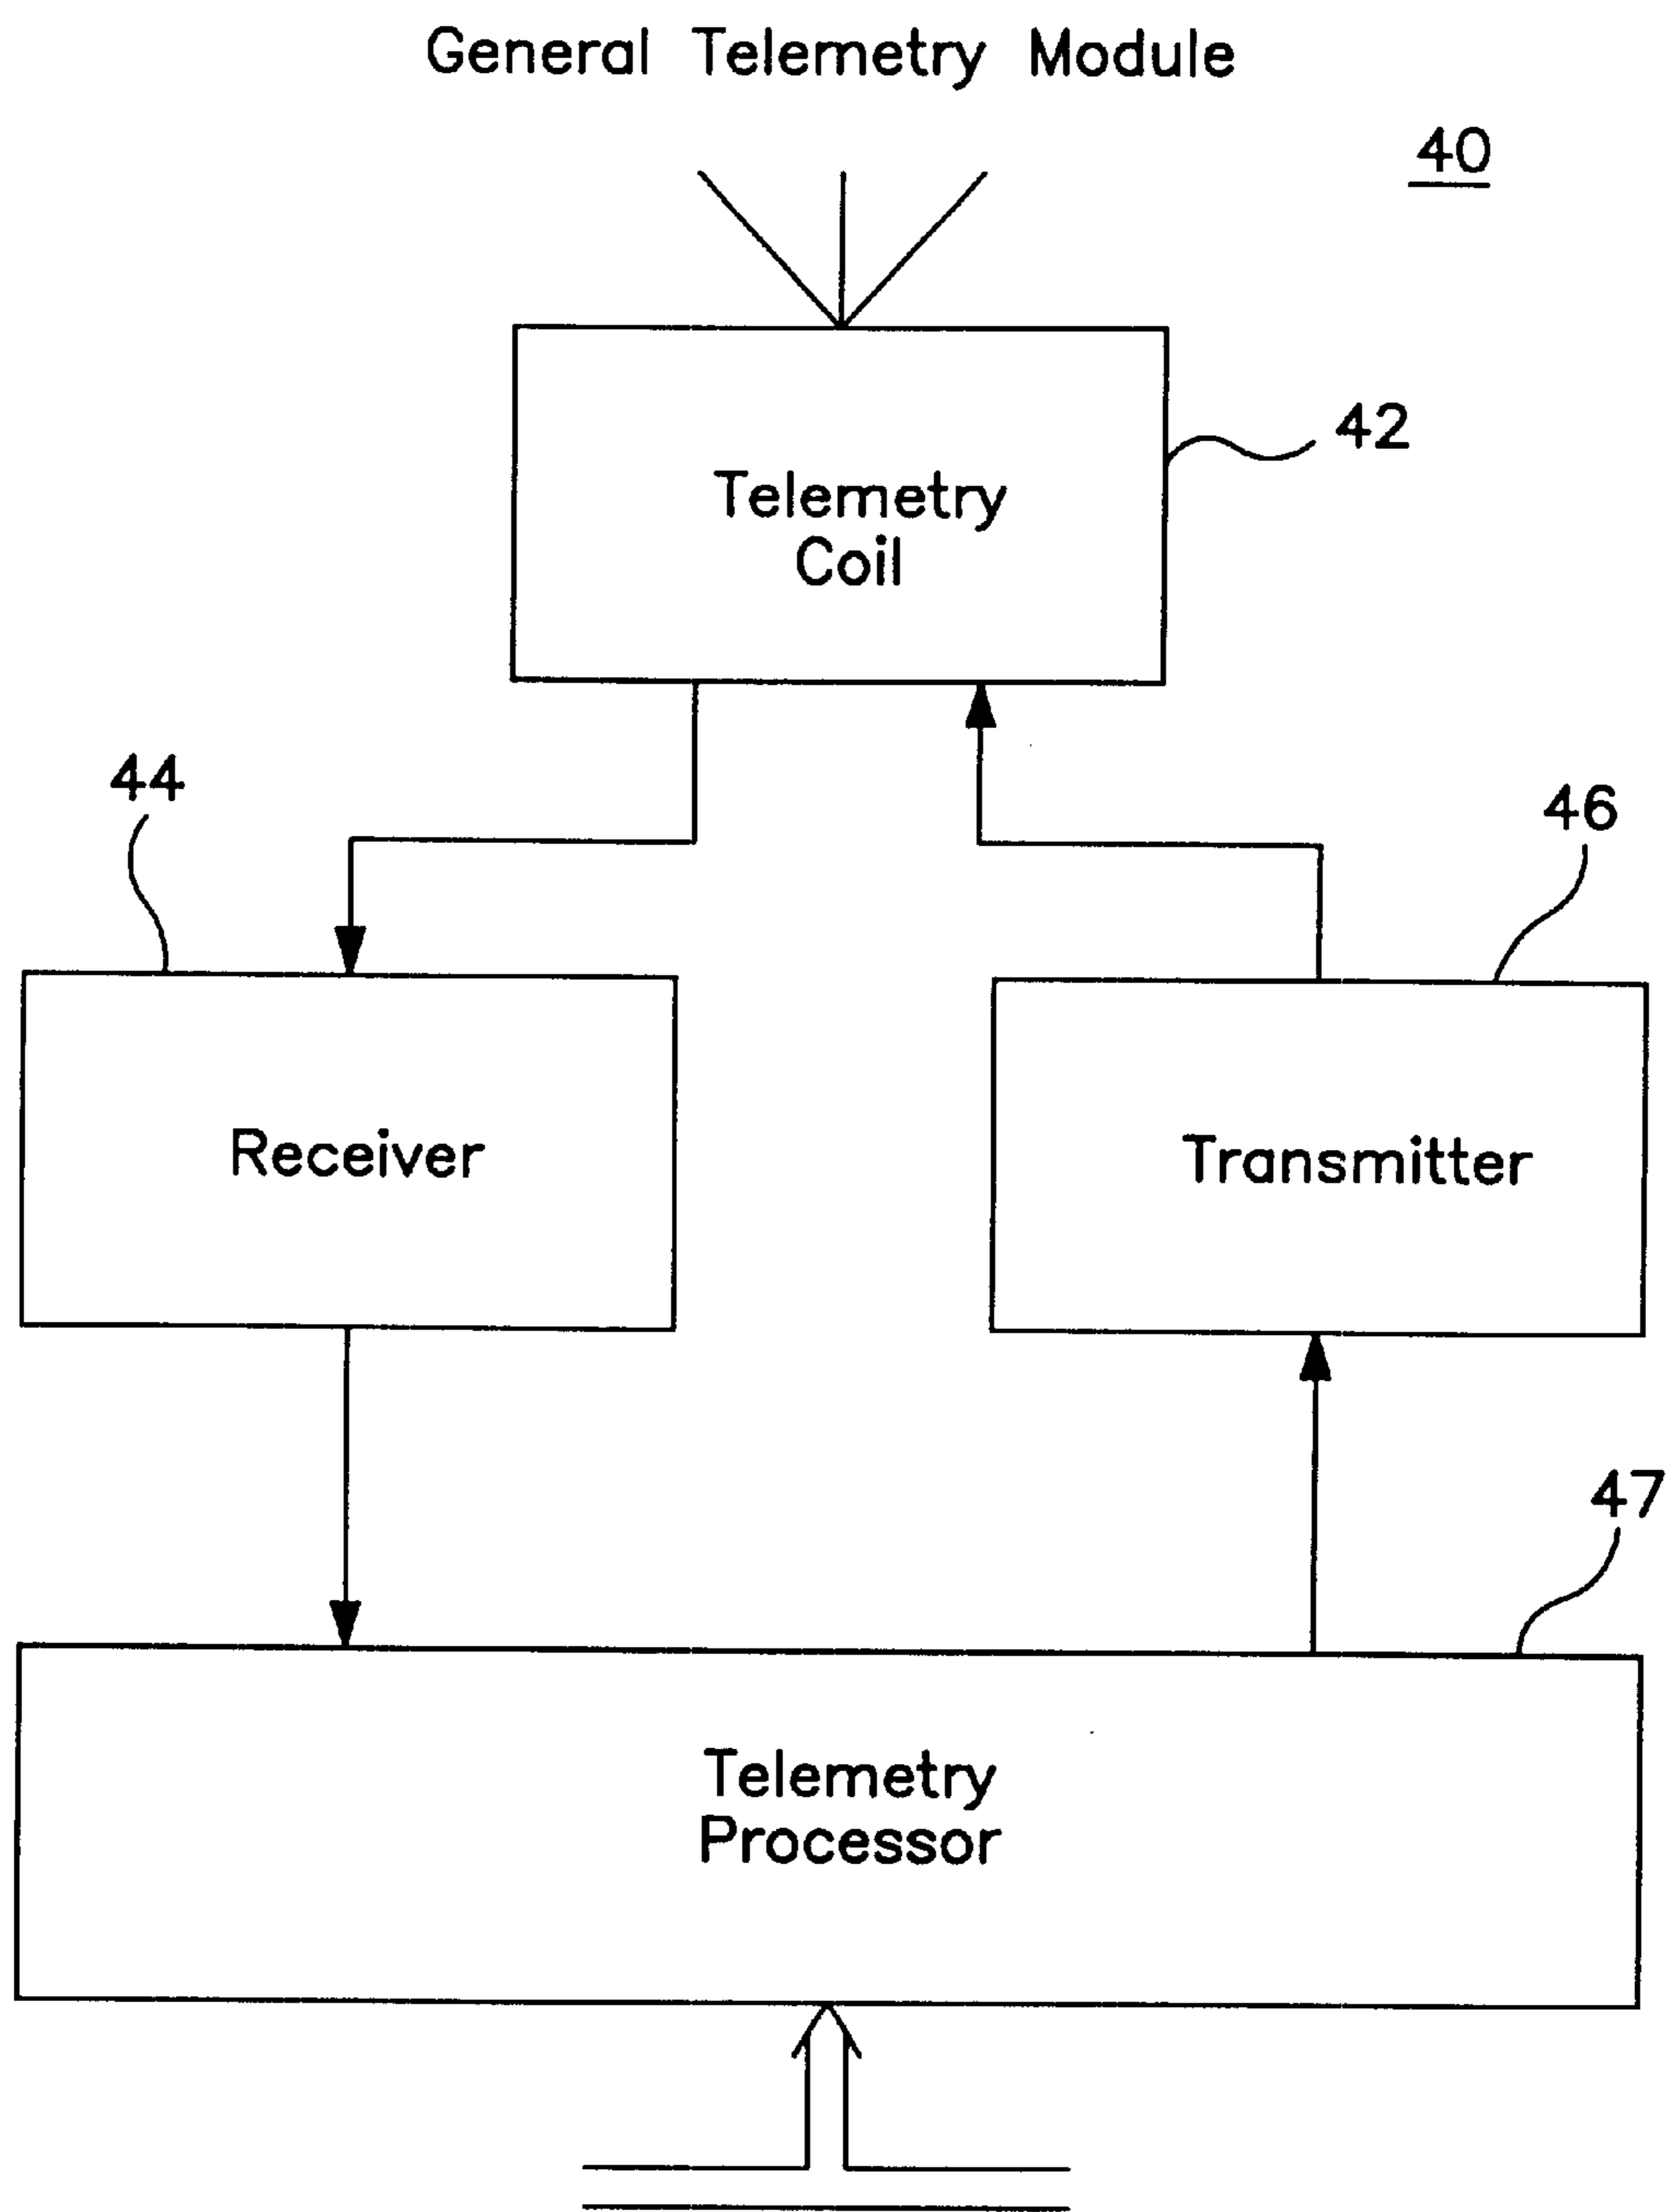 General Telemetry Module
40
42
Telemetry
Coil
44
46
Receiver
Transmitter
47
Telemetry
Processor